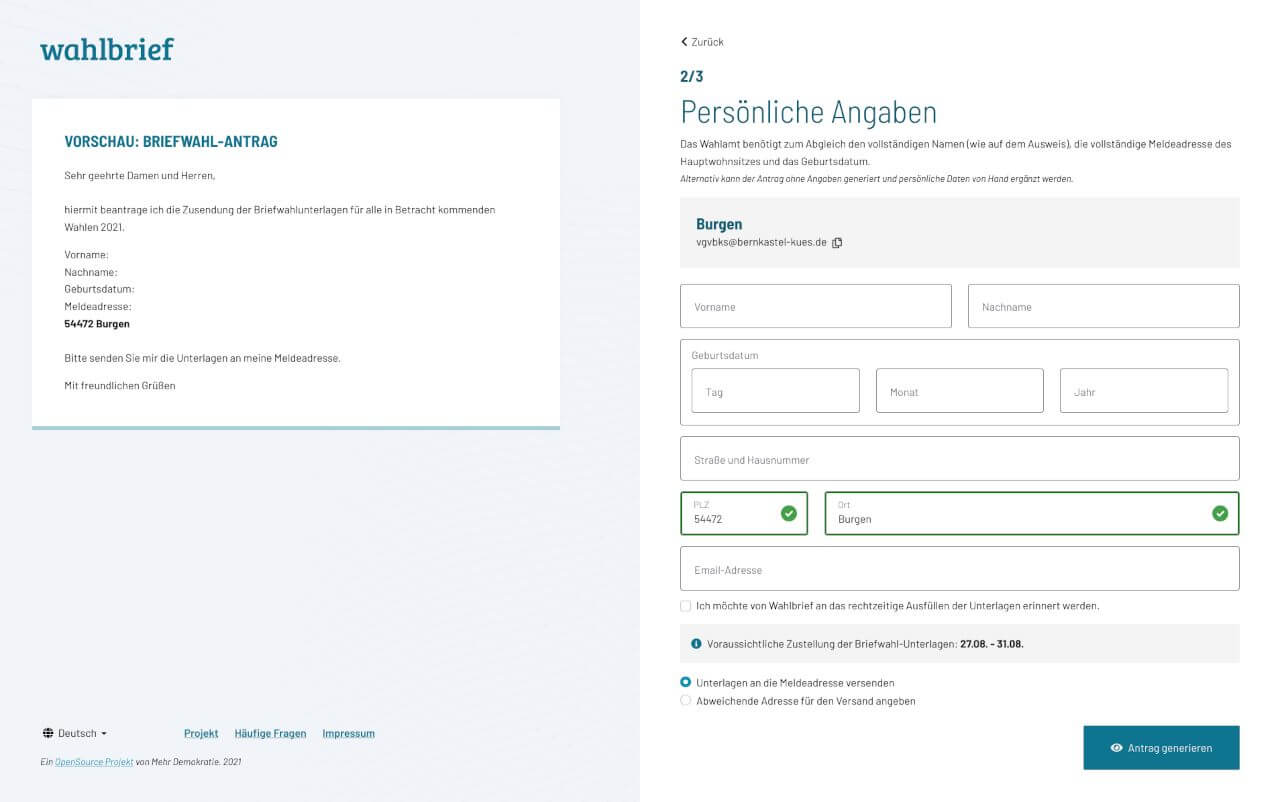 wahlbrief
VORSCHAU: BRIEFWAHL-ANTRAG
Sehr geehrte Damen und Herren,
hiermit beantrage ich die Zusendung der Briefwahlunterlagen für alle in Betracht kommenden
Wahlen 2021.
Vorname:
Nachname:
Geburtsdatum:
Meldeadresse:
54472 Burgen
Bitte senden Sie mir die Unterlagen an meine Meldeadresse.
Mit freundlichen Grüßen
Deutsch
Projekt Häufige Fragen Impressum
Ein OpenSource Projekt von Mehr Demokratie. 2021
Zurück
2/3
Persönliche Angaben
Das Wahlamt benötigt zum Abgleich den vollständigen Namen (wie auf dem Ausweis), die vollständige Meldeadresse des
Hauptwohnsitzes und das Geburtsdatum.
Alternativ kann der Antrag ohne Angaben generiert und persönliche Daten von Hand ergänzt werden.
Burgen
vgvbks@bernkastel-kues.de
Vorname Nachname
Geburtsdatum
Tag Monat Jahr
Straße und Hausnummer
PLZ Ort
54472 Burgen
Email-Adresse
Ich möchte von Wahlbrief an das rechtzeitige Ausfüllen der Unterlagen erinnert werden.
Voraussichtliche Zustellung der Briefwahl-Unterlagen: 27.08. - 31.08.
Unterlagen an die Meldeadresse versenden
Abweichende Adresse für den Versand angeben
Antrag generieren